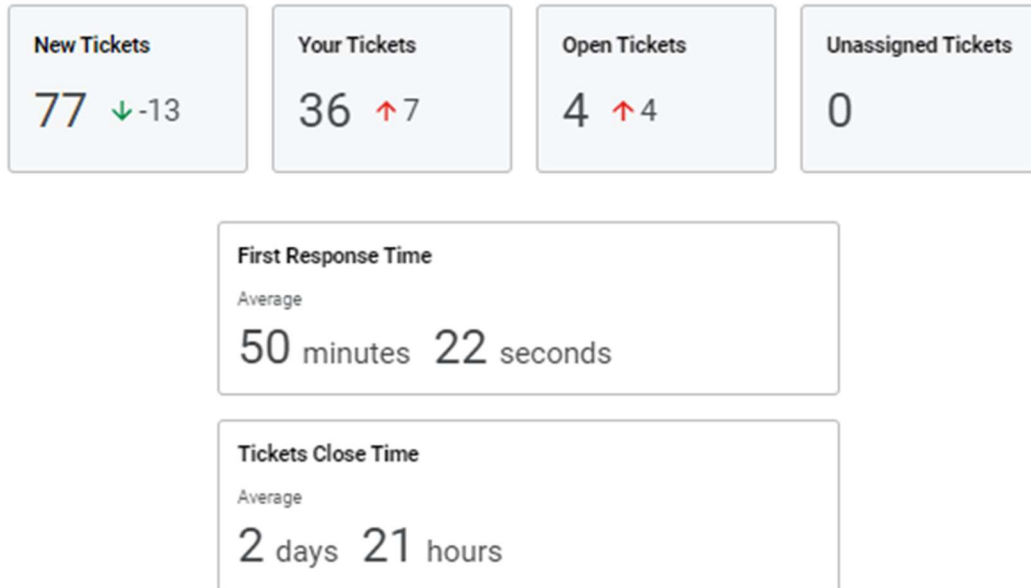 New Tickets
77 ↓ -13
Your Tickets
36 ↑ 7
Open Tickets
4 ↑ 4
Unassigned Tickets
0
First Response Time
Average
50 minutes 22 seconds
Tickets Close Time
Average
2 days 21 hours